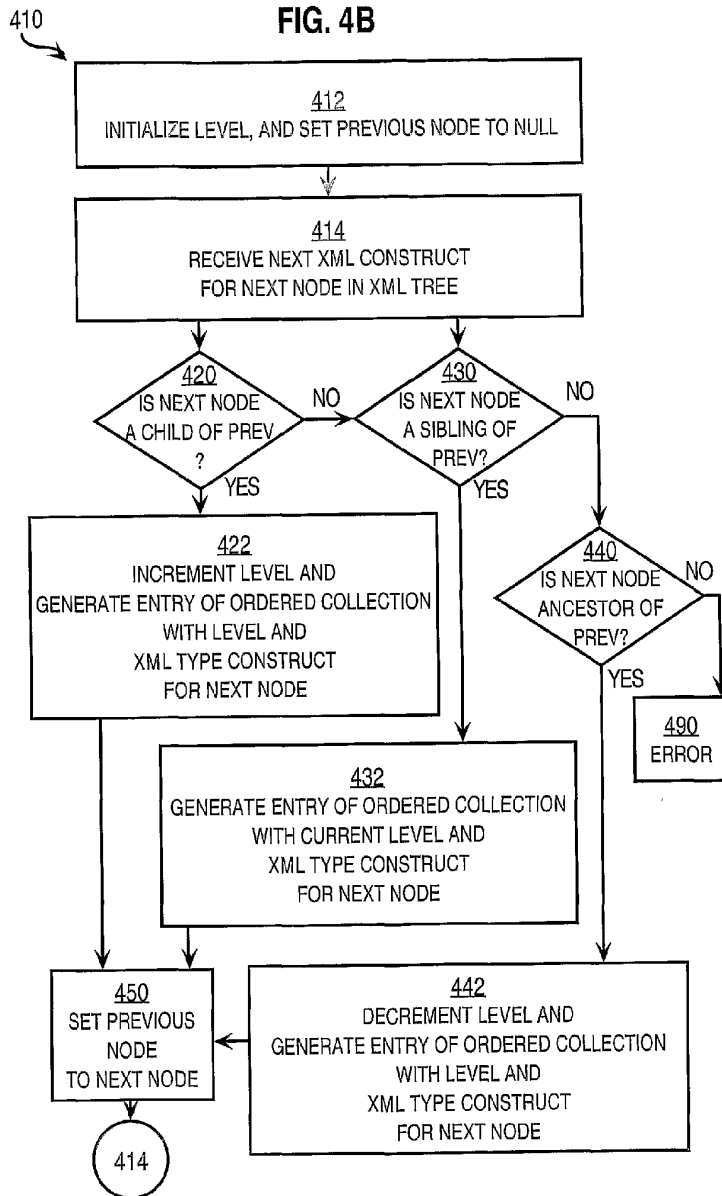 410
FIG. 4B
412
INITIALIZE LEVEL, AND SET PREVIOUS NODE TO NULL
414
RECEIVE NEXT XML CONSTRUCT
FOR NEXT NODE IN XML TREE
420
IS NEXT NODE
A CHILD OF PREV
?
NO
YES
430
IS NEXT NODE
A SIBLING OF
PREV?
NO
YES
422
INCREMENT LEVEL AND
GENERATE ENTRY OF ORDERED COLLECTION
WITH LEVEL AND
XML TYPE CONSTRUCT
FOR NEXT NODE
440
IS NEXT NODE
ANCESTOR OF
PREV?
NO
YES
490
ERROR
432
GENERATE ENTRY OF ORDERED COLLECTION
WITH CURRENT LEVEL AND
XML TYPE CONSTRUCT
FOR NEXT NODE
450
SET PREVIOUS
NODE
TO NEXT NODE
442
DECREMENT LEVEL AND
GENERATE ENTRY OF ORDERED COLLECTION
WITH LEVEL AND
XML TYPE CONSTRUCT
FOR NEXT NODE
414